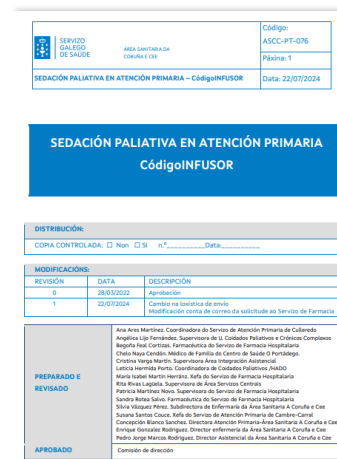 SERVIZO
GALEGO
DE SAÚDE
ÁREA SANITARIA DA
CORUÑA E CEE
Código:
ASCC-PT-076
Páxina: 1
SEDACIÓN PALIATIVA EN ATENCIÓN PRIMARIA – CódigoINFUSOR
Data: 22/07/2024
SEDACIÓN PALIATIVA EN ATENCIÓN PRIMARIA
CódigoINFUSOR
DISTRIBUCIÓN:
COPIA CONTROLADA: ☐ Non ☐ SI n.º__________Data:__________
MODIFICACIÓNS:
REVISIÓN DATA DESCRIPCIÓN
0 28/03/2022 Aprobación
1 22/07/2024 Cambio na loxística de envío
Modificación conta de correo da solicitude ao Servizo de Farmacia
PREPARADO E
REVISADO
Ana Ares Martínez. Coordinadora do Servizo de Atención Primaria de Culleredo
Angélica Lijo Fernández. Supervisora de U. Coidados Paliativos e Crónicos Complexos
Begoña Feal Cortizas. Farmacéutica do Servizo de Farmacia Hospitalaria
Chelo Naya Cendón. Médico de Familia do Centro de Saúde O Portádego.
Cristina Varga Martín. Supervisora Área Integración Asistencial
Leticia Hermida Porto. Coordinadora de Coidados Paliativos /HADO
María Isabel Martín Herránz. Xefa do Servizo de Farmacia Hospitalaria
Rita Rivas Lagüela. Supervisora de Área Servizos Centrais
Patricia Martínez Novo. Supervisora do Servizo de Farmacia Hospitalaria
Sandra Rotea Salvo. Farmacéutica do Servizo de Farmacia Hospitalaria
Silvia Vázquez Pérez. Subdirectora de Enfermería da Área Sanitaria A Coruña e Cee
Susana Santos Couce. Xefa do Servizo de Atención Primaria de Cambre-Carral
Concepción Blanco Sanchez. Directora Atención Primaria-Área Sanitaria A Coruña e Cee
Enrique Gonzalez Rodriguez. Director enfermería da Área Sanitaria A Coruña e Cee
Pedro Jorge Marcos Rodriguez. Director Asistencial da Área Sanitaria A Coruña e Cee
APROBADO
Comisión de dirección